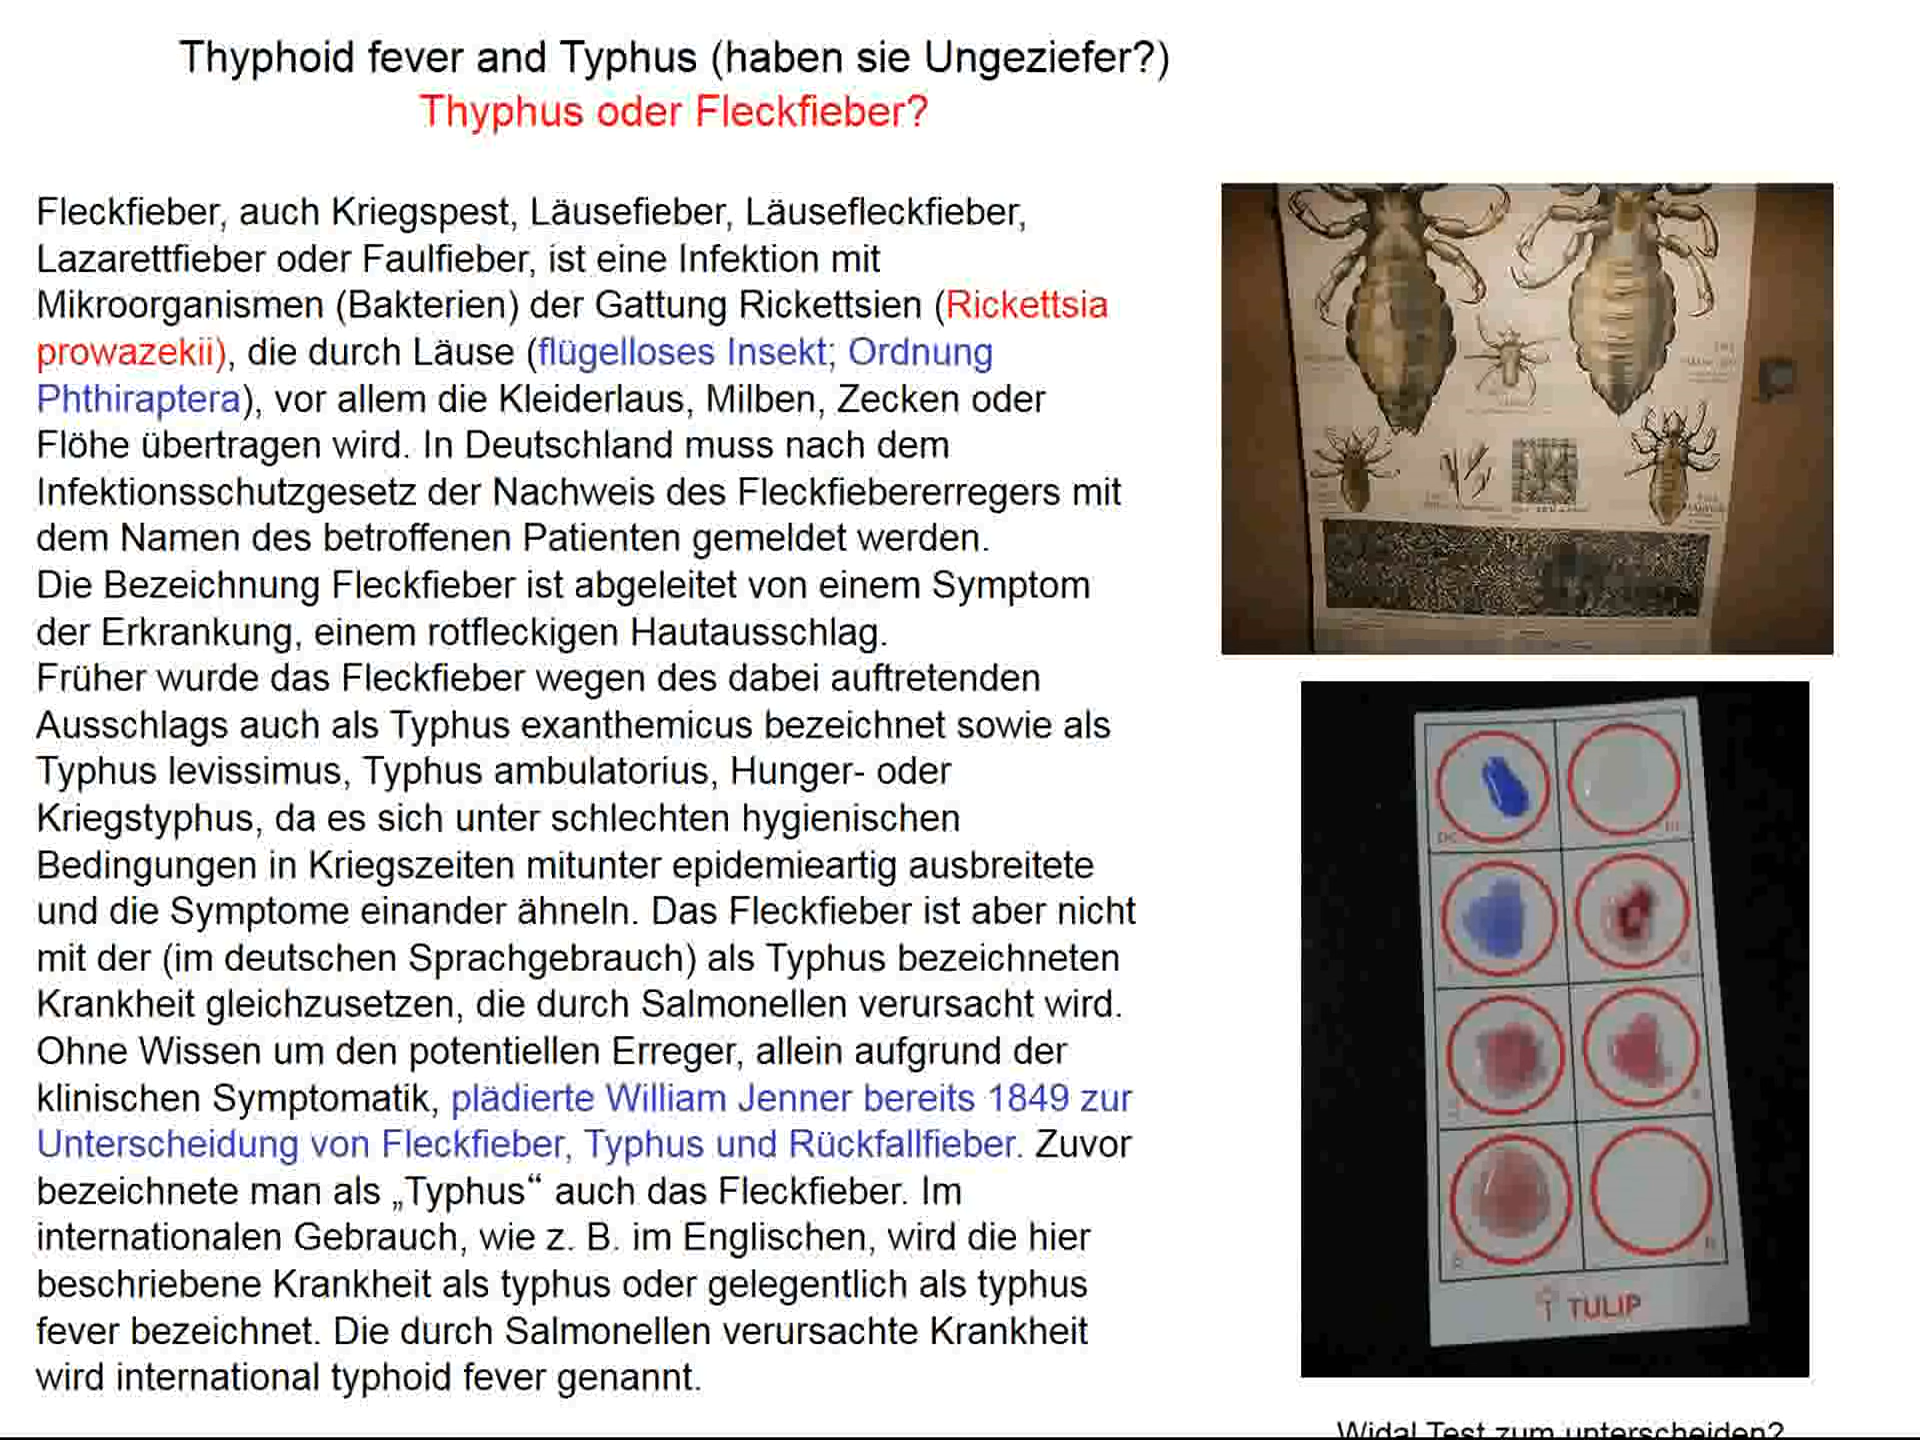 Thyphoid fever and Typhus (haben sie Ungeziefer?)
Thyphus oder Fleckfieber?
Fleckfieber, auch Kriegspest, Läusefieber, Läusefleckfieber,
Lazarettfieber oder Faulfieber, ist eine Infektion mit
Mikroorganismen (Bakterien) der Gattung Rickettsien (Rickettsia
prowazekii), die durch Läuse (flügelloses Insekt; Ordnung
Phthiraptera), vor allem die Kleiderlaus, Milben, Zecken oder
Flöhe übertragen wird. In Deutschland muss nach dem
Infektionsschutzgesetz der Nachweis des Fleckfiebererregers mit
dem Namen des betroffenen Patienten gemeldet werden.
Die Bezeichnung Fleckfieber ist abgeleitet von einem Symptom
der Erkrankung, einem rotfleckigen Hautausschlag.
Früher wurde das Fleckfieber wegen des dabei auftretenden
Ausschlags auch als Typhus exanthemicus bezeichnet sowie als
Typhus levissimus, Typhus ambulatorius, Hunger- oder
Kriegstyphus, da es sich unter schlechten hygienischen
Bedingungen in Kriegszeiten mitunter epidemieartig ausbreitete
und die Symptome einander ähneln. Das Fleckfieber ist aber nicht
mit der (im deutschen Sprachgebrauch) als Typhus bezeichneten
Krankheit gleichzusetzen, die durch Salmonellen verursacht wird.
Ohne Wissen um den potentiellen Erreger, allein aufgrund der
klinischen Symptomatik, plädierte William Jenner bereits 1849 zur
Unterscheidung von Fleckfieber, Typhus und Rückfallfieber. Zuvor
bezeichnete man als „Typhus“ auch das Fleckfieber. Im
internationalen Gebrauch, wie z. B. im Englischen, wird die hier
beschriebene Krankheit als typhus oder gelegentlich als typhus
fever bezeichnet. Die durch Salmonellen verursachte Krankheit
wird international typhoid fever genannt.
TULIP
Widal Test zum unterscheiden?